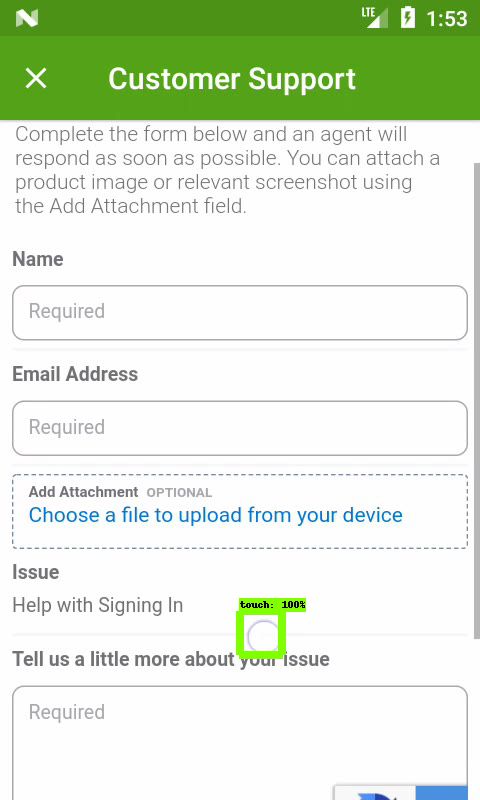 LTE
1:53
Customer Support
Complete the form below and an agent will
respond as soon as possible. You can attach a
product image or relevant screenshot using
the Add Attachment field.
Name
Required
Email Address
Required
Add Attachment OPTIONAL
Choose a file to upload from your device
Issue
Help with Signing In
touch: 100%
Tell us a little more about your issue
Required